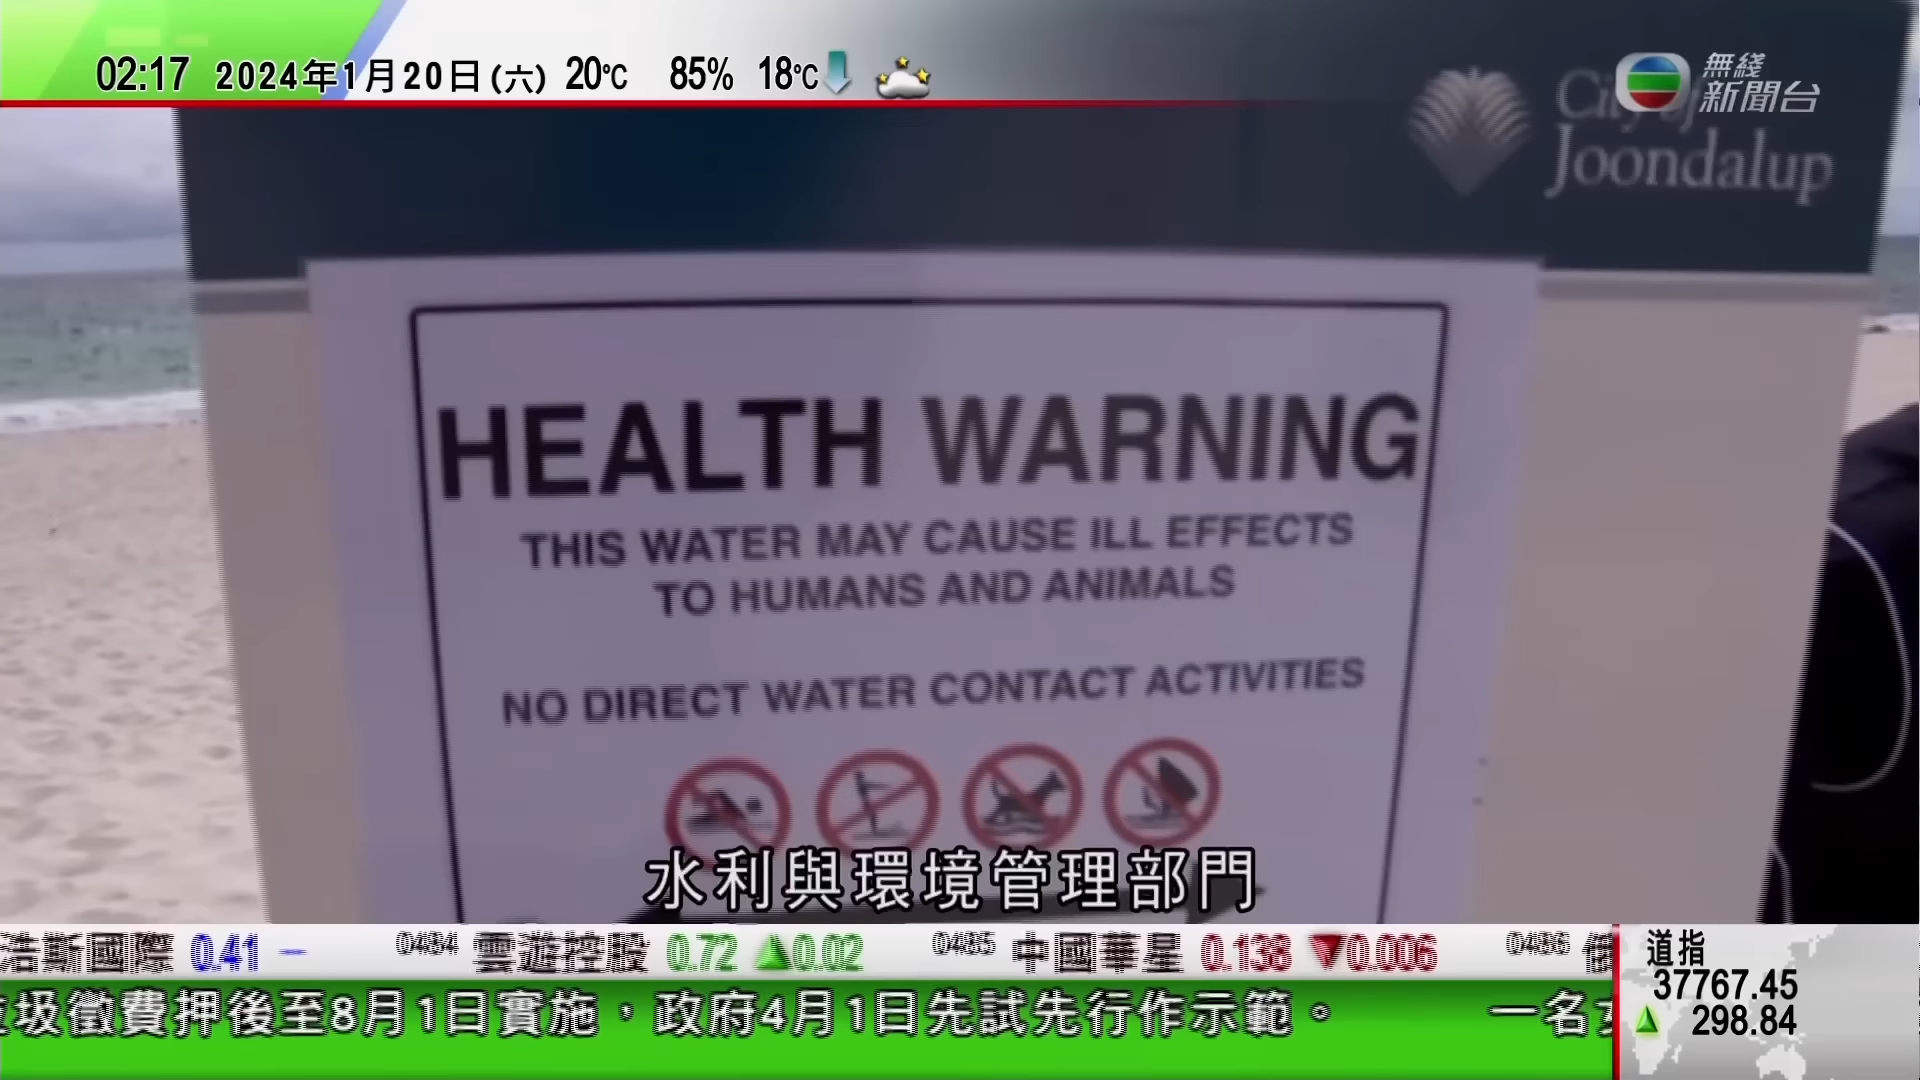 02:17 2024年1月20日(六) 20℃ 85% 18℃
無綫
新聞台
City of
Joondalup
HEALTH WARNING
THIS WATER MAY CAUSE ILL EFFECTS
TO HUMANS AND ANIMALS
NO DIRECT WATER CONTACT ACTIVITIES
水利與環境管理部門
浩斯國際 0.41 – 0484 雲遊控股 0.72 ▲0.02 0485 中國華星 0.138 ▼0.006 0486
道指
37767.45
▲ 298.84
圾徵費押後至8月1日實施，政府4月1日先試先行作示範。 一名